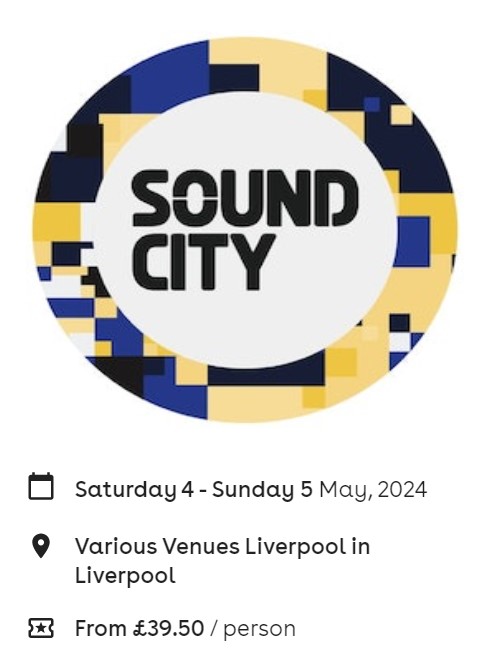 SOUND
CITY
Saturday 4 - Sunday 5 May, 2024
Various Venues Liverpool in
Liverpool
From £39.50 / person